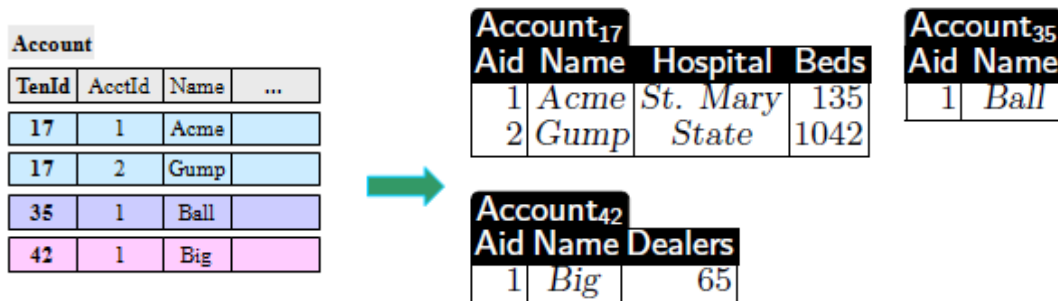 Account
TenId AcctId Name ...
17 1 Acme
17 2 Gump
35 1 Ball
42 1 Big
Account17
Aid Name Hospital Beds
1 Acme St. Mary 135
2 Gump State 1042
Account35
Aid Name
1 Ball
Account42
Aid Name Dealers
1 Big 65